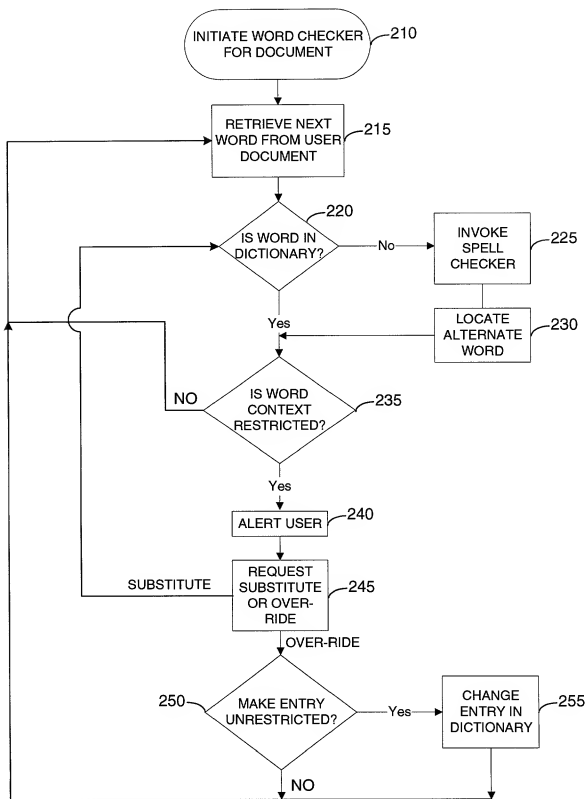 INITIATE WORD CHECKER
FOR DOCUMENT
210
RETRIEVE NEXT
WORD FROM USER
DOCUMENT
215
220
IS WORD IN
DICTIONARY?
No
INVOKE
SPELL
CHECKER
225
Yes
LOCATE
ALTERNATE
WORD
230
NO
IS WORD
CONTEXT
RESTRICTED?
235
Yes
ALERT USER
240
SUBSTITUTE
REQUEST
SUBSTITUTE
OR OVER-
RIDE
245
OVER-RIDE
250
MAKE ENTRY
UNRESTRICTED?
Yes
CHANGE
ENTRY IN
DICTIONARY
255
NO